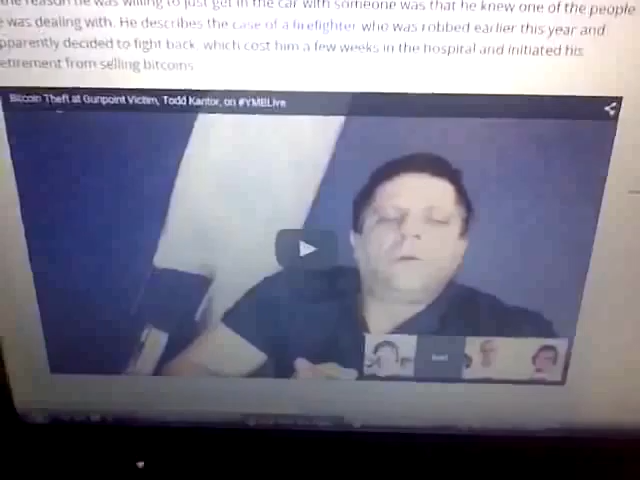 the reason he was willing to just get in the car with someone was that he knew one of the people
e was dealing with. He describes the case of a firefighter who was robbed earlier this year and
pparently decided to fight back, which cost him a few weeks in the hospital and initiated his
etirement from selling bitcoins
Bitcoin Theft at Gunpoint Victim, Todd Kantor, on #YMBLive